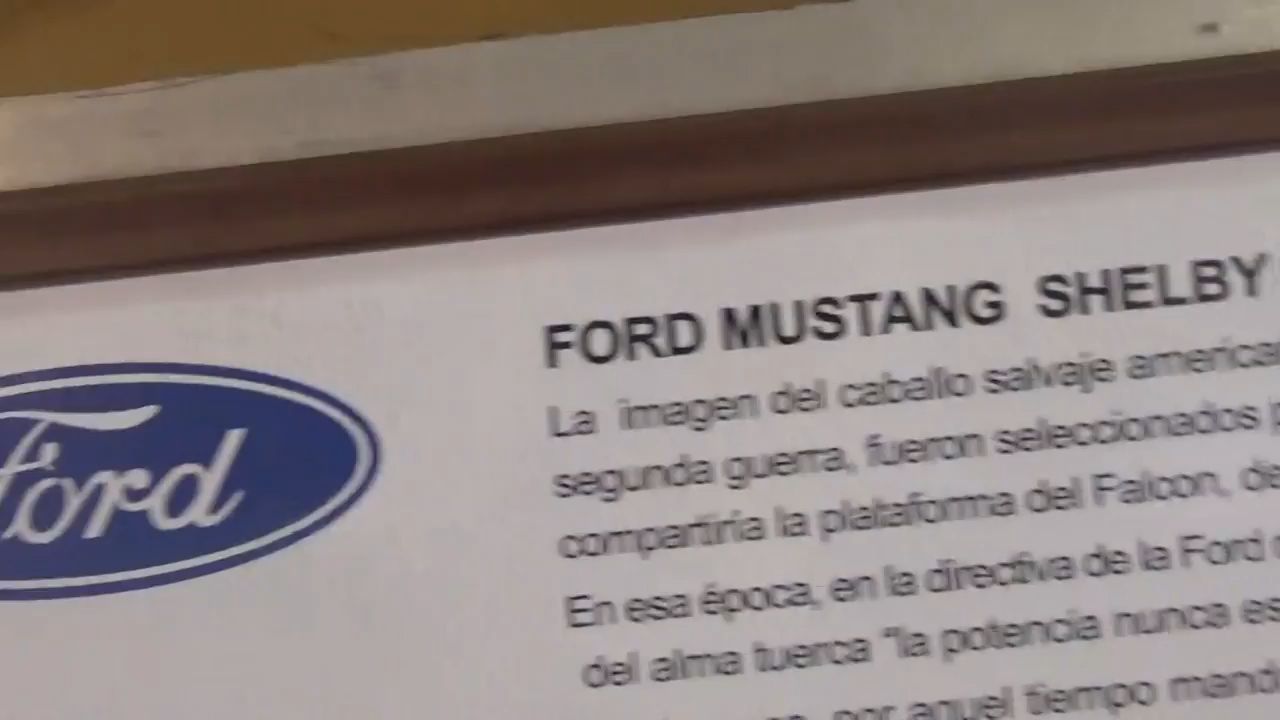 Ford
FORD MUSTANG SHELBY
La imagen del caballo salvaje america
segunda guerra, fueron seleccionados
compartiría la plataforma del Falcon, di
En esa época, en la directiva de la Ford
del alma tuerca "la potencia nunca es
por aquel tiempo mand